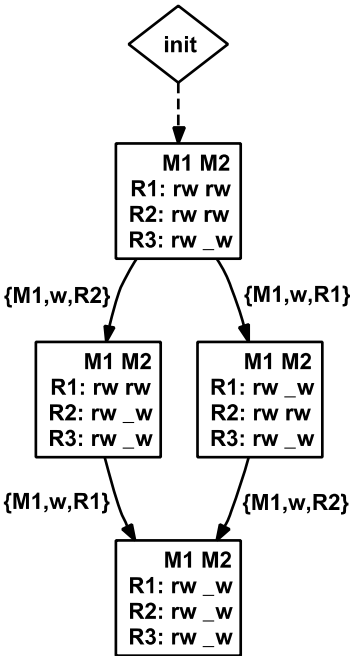 init
M1 M2
R1: rw rw
R2: rw rw
R3: rw _w
{M1,w,R2}
{M1,w,R1}
M1 M2
R1: rw rw
R2: rw _w
R3: rw _w
M1 M2
R1: rw _w
R2: rw rw
R3: rw _w
{M1,w,R1}
{M1,w,R2}
M1 M2
R1: rw _w
R2: rw _w
R3: rw _w